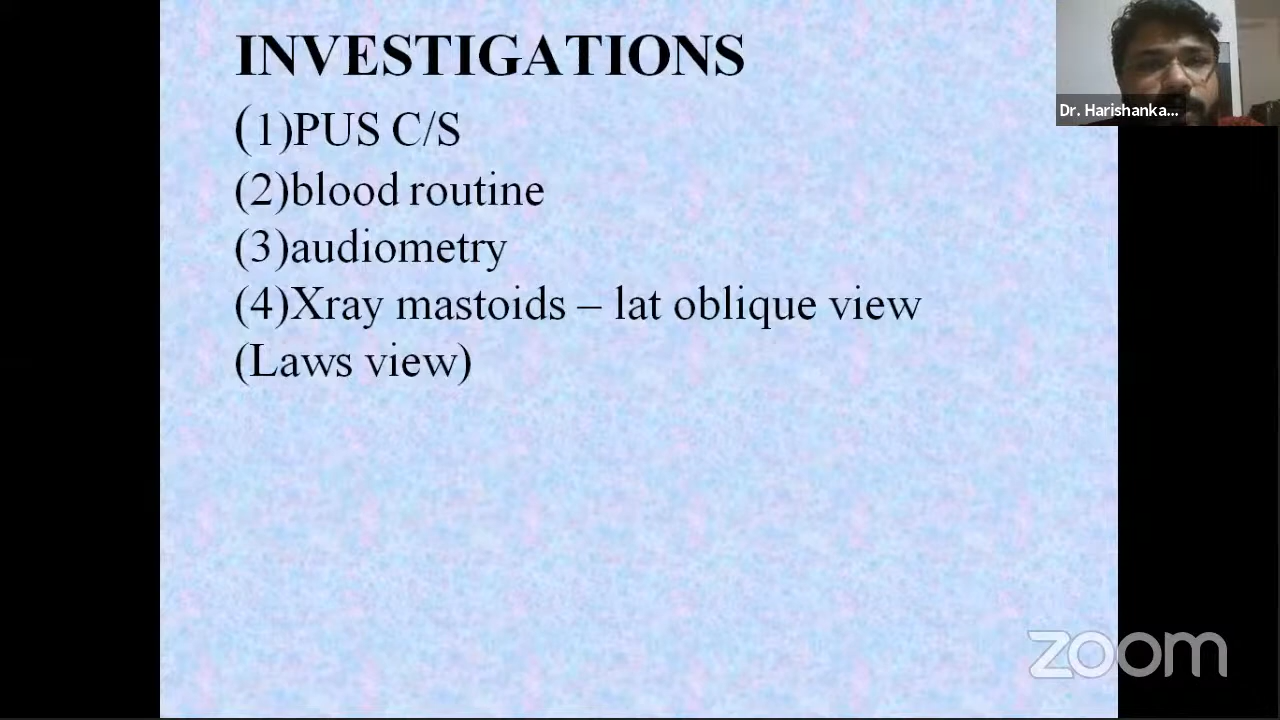 INVESTIGATIONS
(1)PUS C/S
(2)blood routine
(3)audiometry
(4)Xray mastoids – lat oblique view
(Laws view)
Dr. Harishanka...
zoom